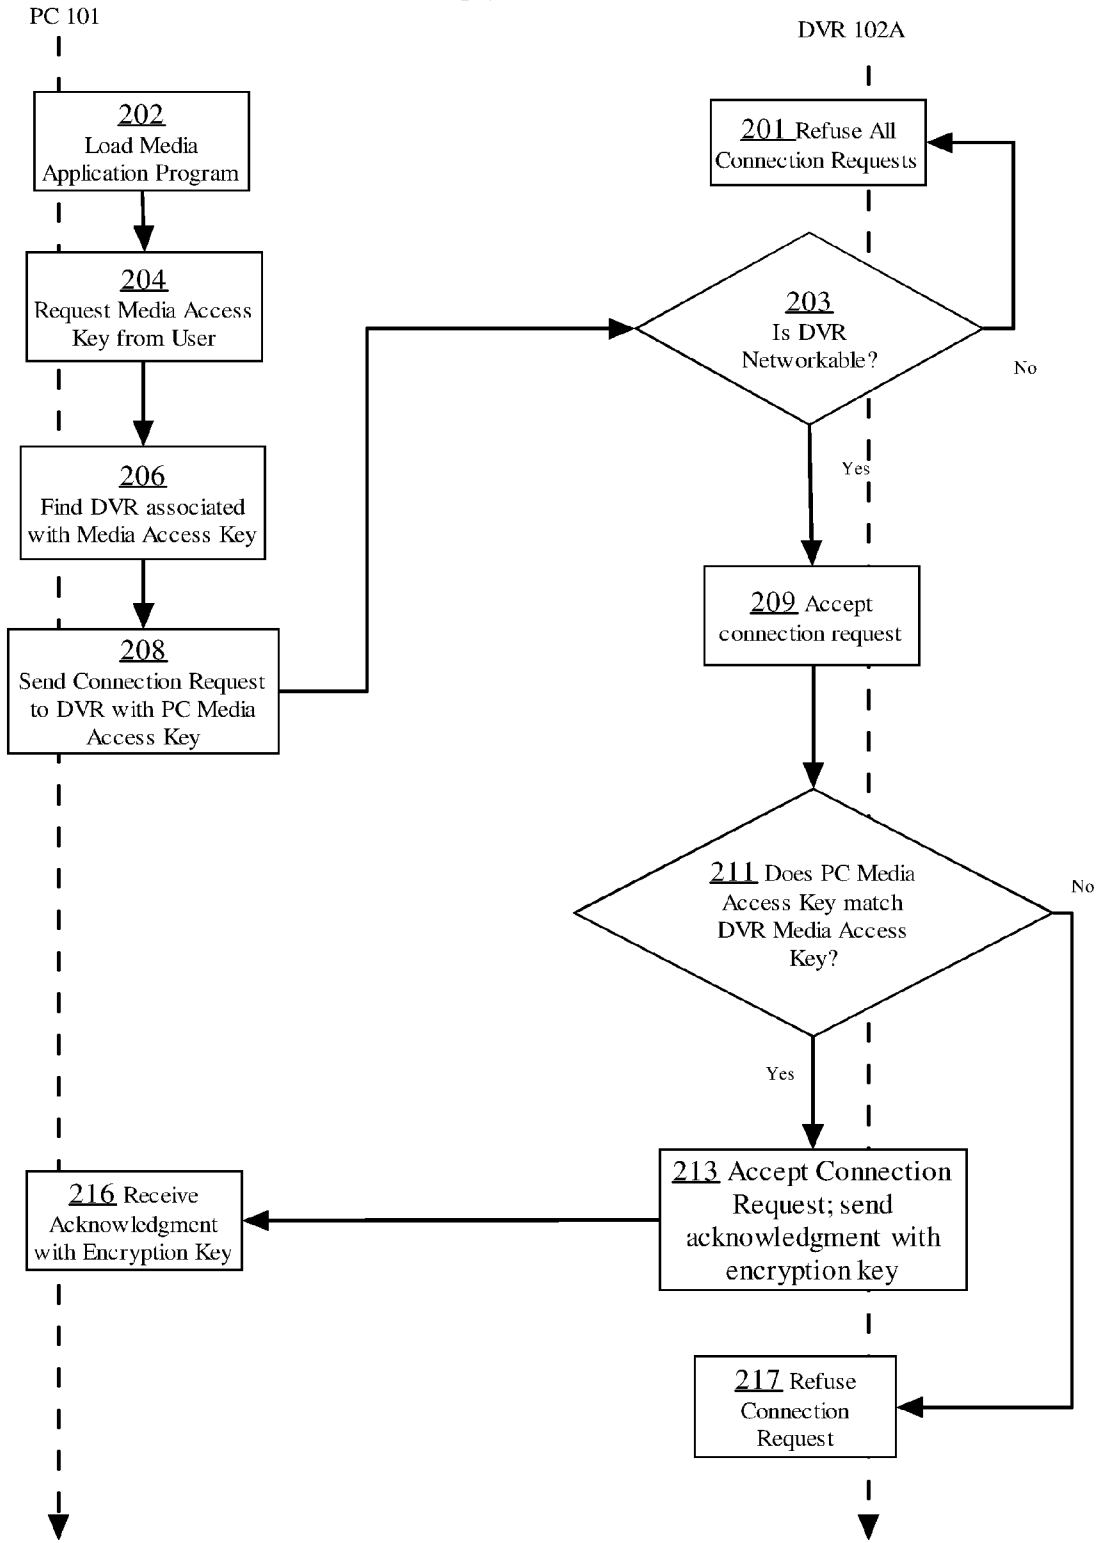 PC 101
DVR 102A
202
Load Media
Application Program
201 Refuse All
Connection Requests
204
Request Media Access
Key from User
203
Is DVR
Networkable?
No
206
Find DVR associated
with Media Access Key
Yes
208
Send Connection Request
to DVR with PC Media
Access Key
209 Accept
connection request
211 Does PC Media
Access Key match
DVR Media Access
Key?
No
Yes
213 Accept Connection
Request; send
acknowledgment with
encryption key
216 Receive
Acknowledgment
with Encryption Key
217 Refuse
Connection
Request